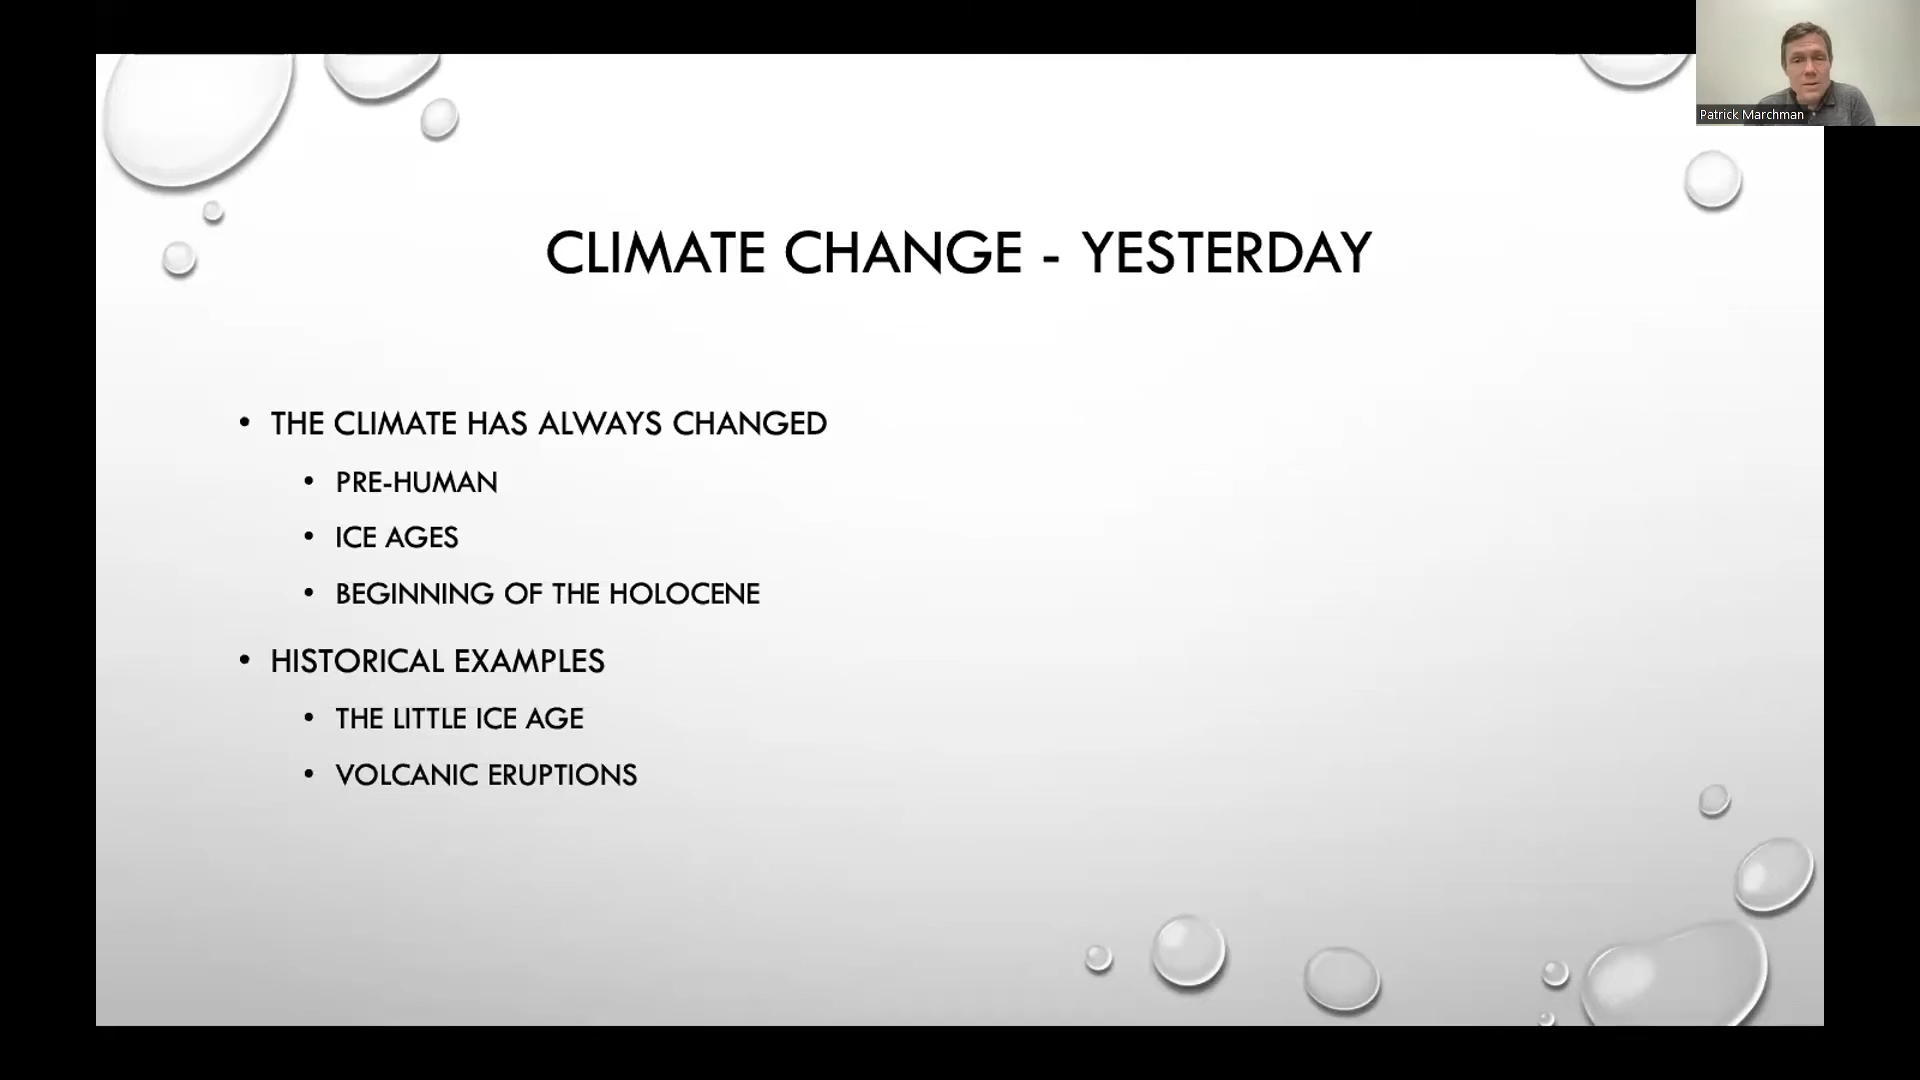 Patrick Marchman
CLIMATE CHANGE - YESTERDAY
• THE CLIMATE HAS ALWAYS CHANGED
• PRE-HUMAN
• ICE AGES
• BEGINNING OF THE HOLOCENE
• HISTORICAL EXAMPLES
• THE LITTLE ICE AGE
• VOLCANIC ERUPTIONS